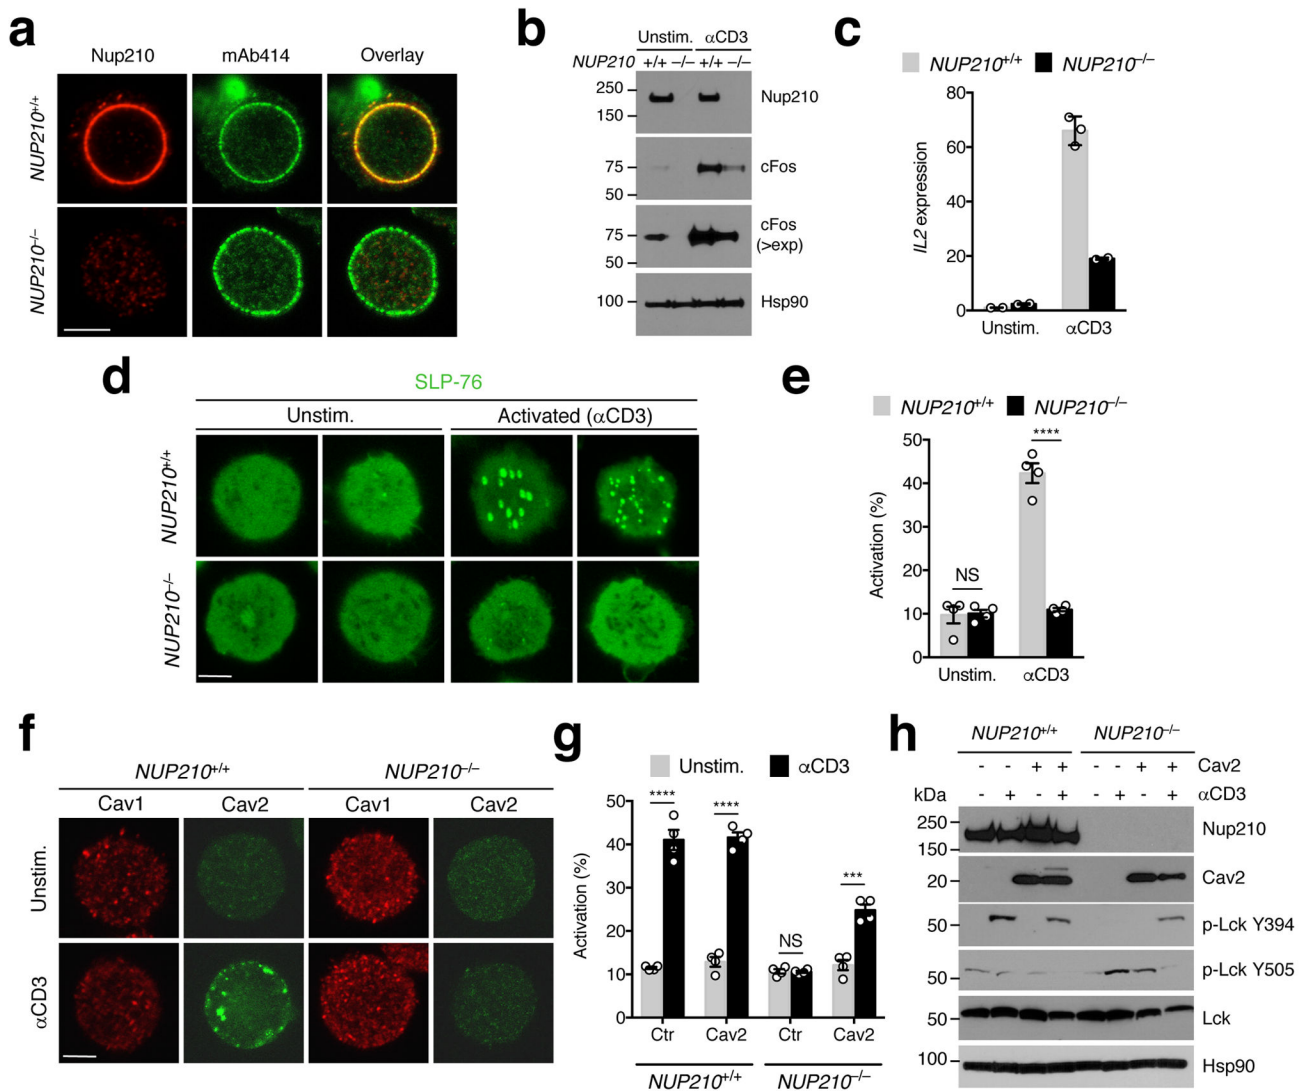 a
Nup210 mAb414 Overlay
NUP210+/+
NUP210–/–
b
Unstim. αCD3
NUP210 +/+ –/– +/+ –/–
250
150
Nup210
75
50
cFos
75
50
cFos
(>exp)
100
Hsp90
c
NUP210+/+ NUP210–/–
80
60
40
20
0
IL2 expression
Unstim. αCD3
d
SLP-76
Unstim. Activated (αCD3)
NUP210+/+
NUP210–/–
e
NUP210+/+ NUP210–/–
50
40
30
20
10
0
Activation (%)
NS
****
Unstim. αCD3
f
NUP210+/+ NUP210–/–
Cav1 Cav2 Cav1 Cav2
Unstim.
αCD3
g
Unstim. αCD3
50
40
30
20
10
0
Activation (%)
**** **** NS ***
Ctr Cav2 Ctr Cav2
NUP210+/+ NUP210–/–
h
NUP210+/+ NUP210–/–
- - + + - - + + Cav2
kDa - + - + - + - + αCD3
250
150
Nup210
20
Cav2
50
p-Lck Y394
50
p-Lck Y505
50
Lck
100
Hsp90